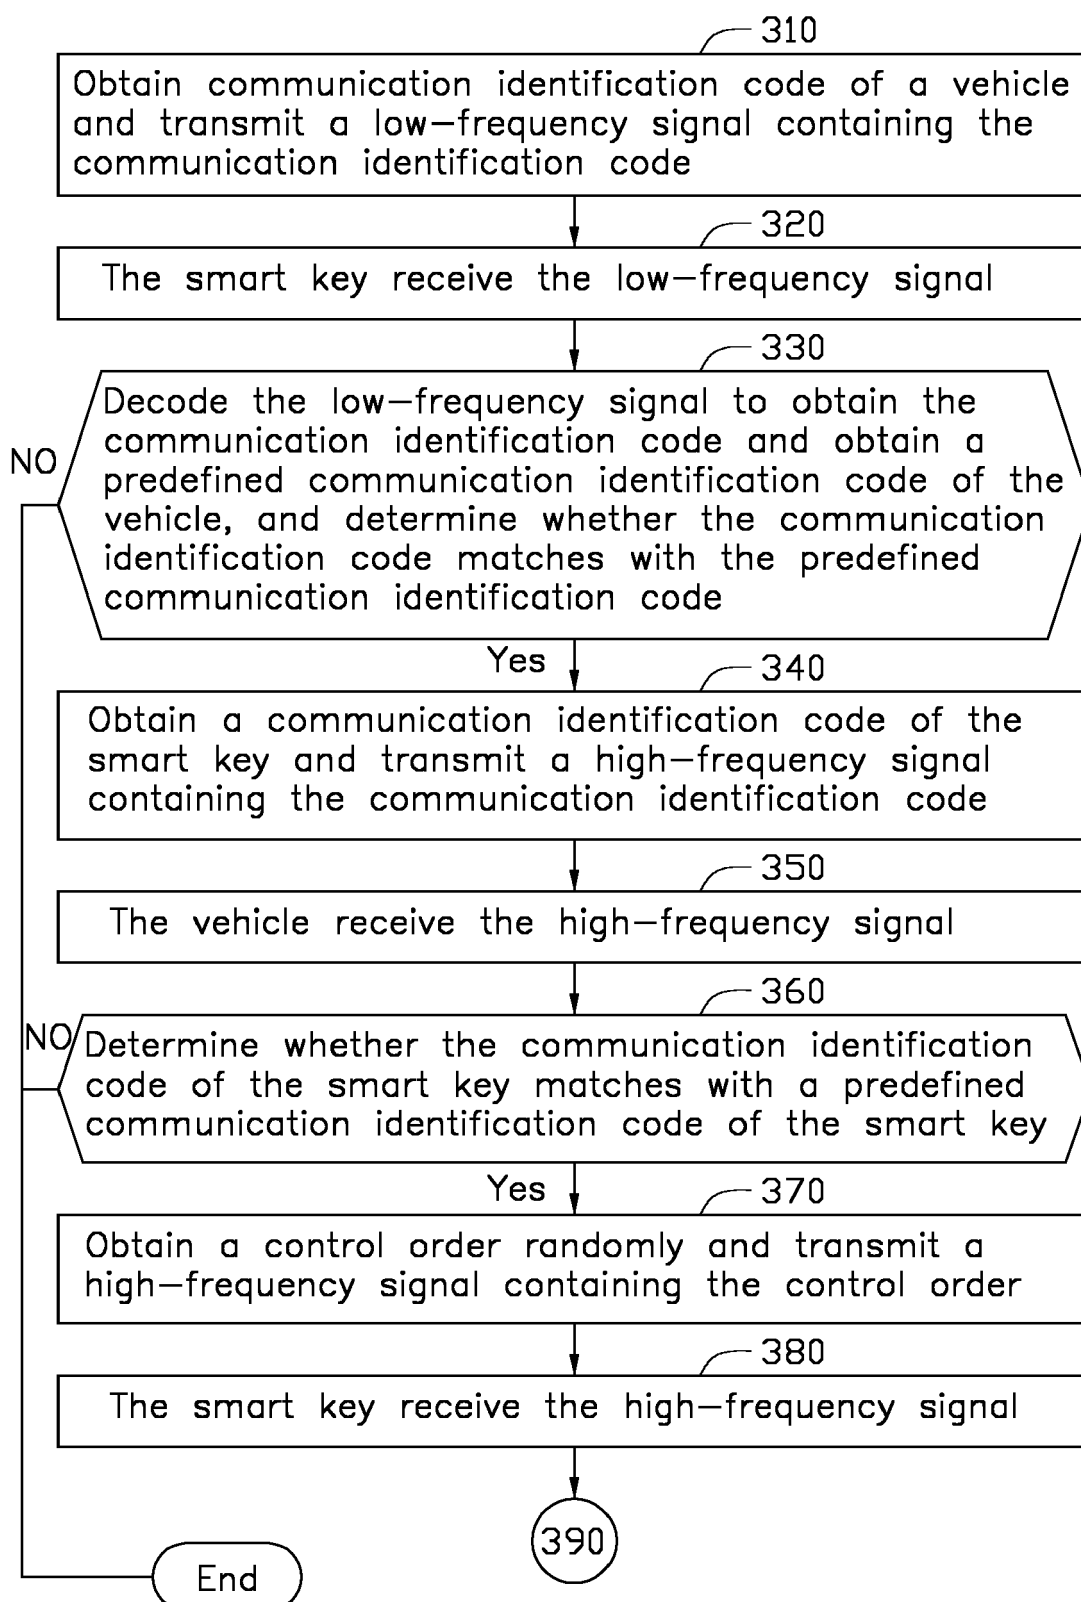 310
Obtain communication identification code of a vehicle
and transmit a low-frequency signal containing the
communication identification code
320
The smart key receive the low-frequency signal
330
Decode the low-frequency signal to obtain the
communication identification code and obtain a
predefined communication identification code of the
vehicle, and determine whether the communication
identification code matches with the predefined
communication identification code
NO
Yes
340
Obtain a communication identification code of the
smart key and transmit a high-frequency signal
containing the communication identification code
350
The vehicle receive the high-frequency signal
360
NO
Determine whether the communication identification
code of the smart key matches with a predefined
communication identification code of the smart key
Yes
370
Obtain a control order randomly and transmit a
high-frequency signal containing the control order
380
The smart key receive the high-frequency signal
390
End